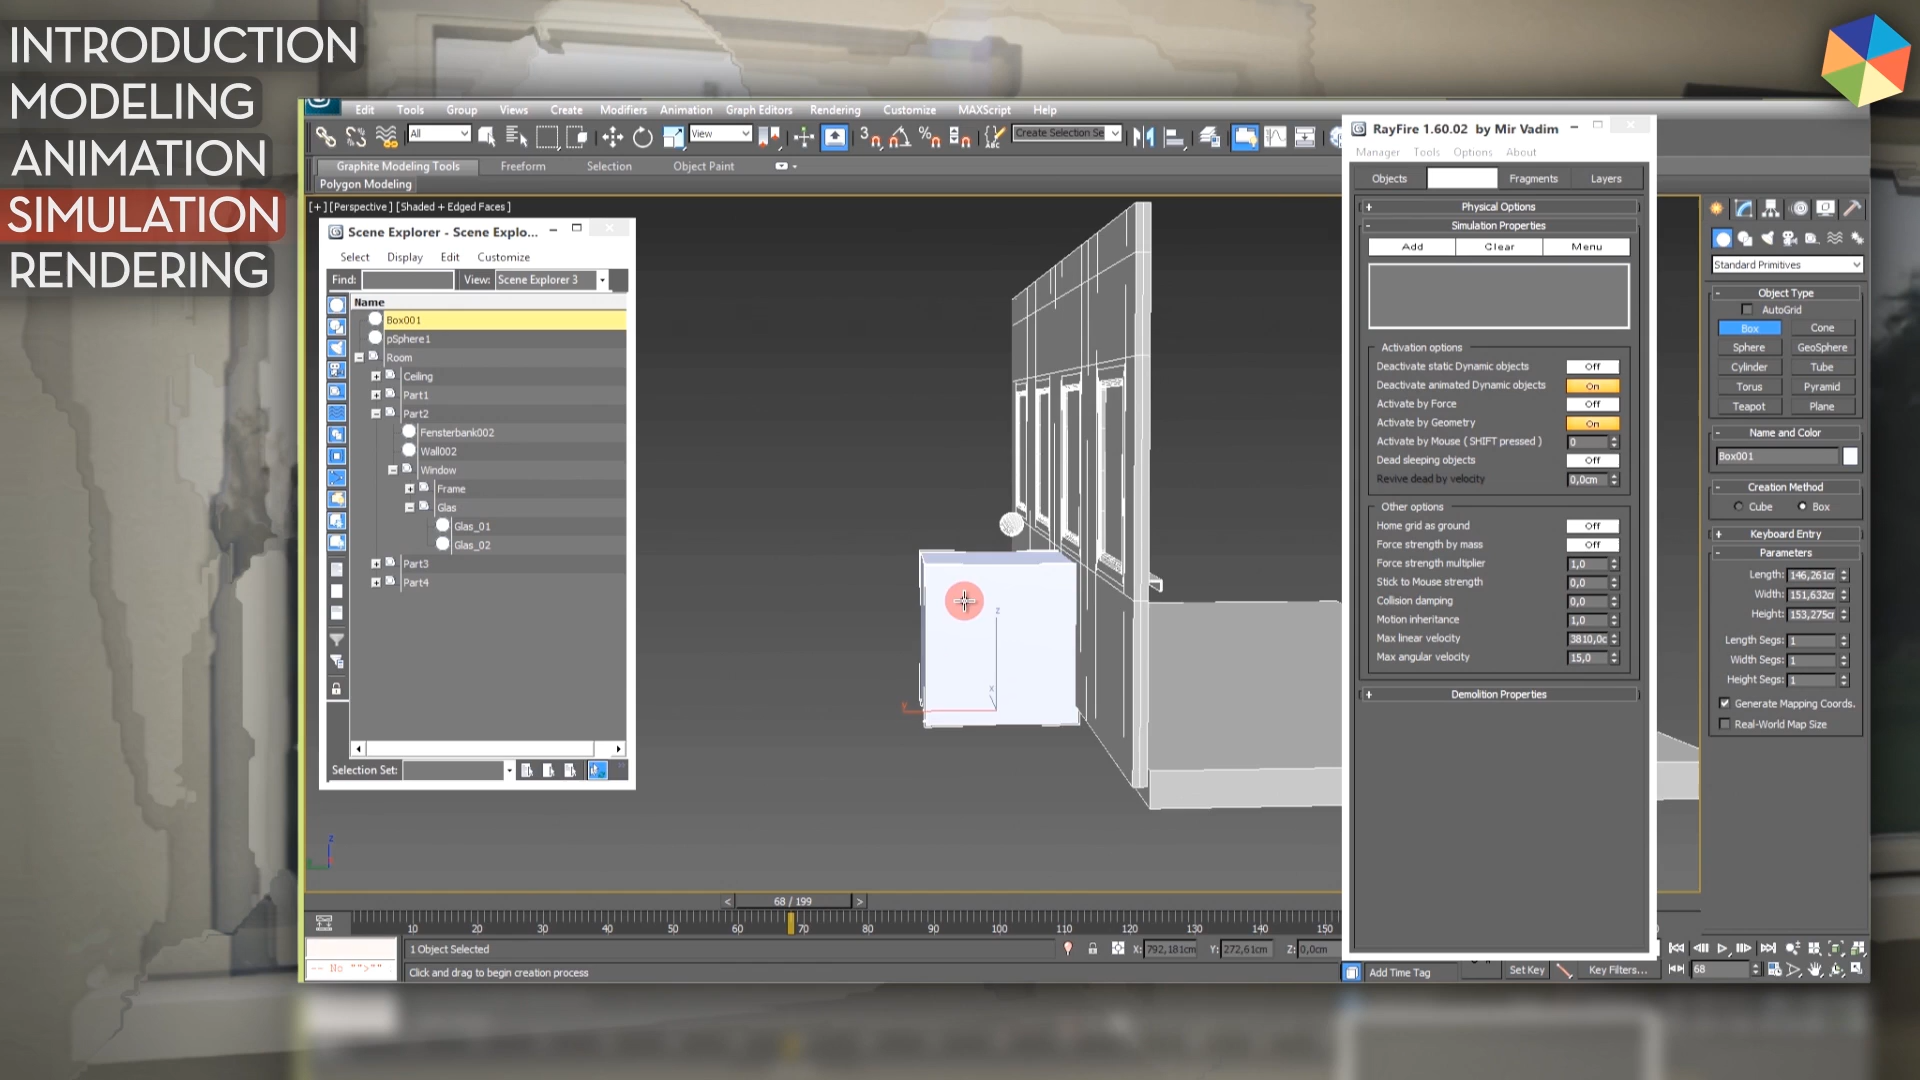 INTRODUCTION
MODELING
ANIMATION
SIMULATION
RENDERING
Edit Tools Group Views Create Modifiers Animation Graph Editors Rendering Customize MAXScript Help
All View Create Selection Se
Graphite Modeling Tools Freeform Selection Object Paint
Polygon Modeling
[+] [Perspective] [Shaded + Edged Faces]
Scene Explorer - Scene Explo...
Select Display Edit Customize
Find: View: Scene Explorer 3
Name
Box001
pSphere1
Room
Ceiling
Part1
Part2
Fensterbank002
Wall002
Window
Frame
Glas
Glas_01
Glas_02
Part3
Part4
Selection Set:
RayFire 1.60.02 by Mir Vadim
Manager Tools Options About
Objects Fragments Layers
Physical Options
Simulation Properties
Add Clear Menu
Activation options
Deactivate static Dynamic objects Off
Deactivate animated Dynamic objects On
Activate by Force Off
Activate by Geometry On
Activate by Mouse ( SHIFT pressed ) 0
Dead sleeping objects Off
Revive dead by velocity 0,0cm
Other options
Home grid as ground Off
Force strength by mass Off
Force strength multiplier 1,0
Stick to Mouse strength 0,0
Collision damping 0,0
Motion inheritance 1,0
Max linear velocity 3810,0c
Max angular velocity 15,0
Demolition Properties
Standard Primitives
Object Type
AutoGrid
Box Cone
Sphere GeoSphere
Cylinder Tube
Torus Pyramid
Teapot Plane
Name and Color
Box001
Creation Method
Cube Box
Keyboard Entry
Parameters
Length: 146,261cr
Width: 151,632cr
Height: 153,275cr
Length Segs: 1
Width Segs: 1
Height Segs: 1
Generate Mapping Coords.
Real-World Map Size
z
x
y
z
68 / 199
10 20 30 40 50 60 70 80 90 100 110 120 130 140 150
1 Object Selected X: 792,181cm Y: 272,61cm Z: 0,0cm
-- No "">"" Click and drag to begin creation process Add Time Tag Set Key Key Filters... 68